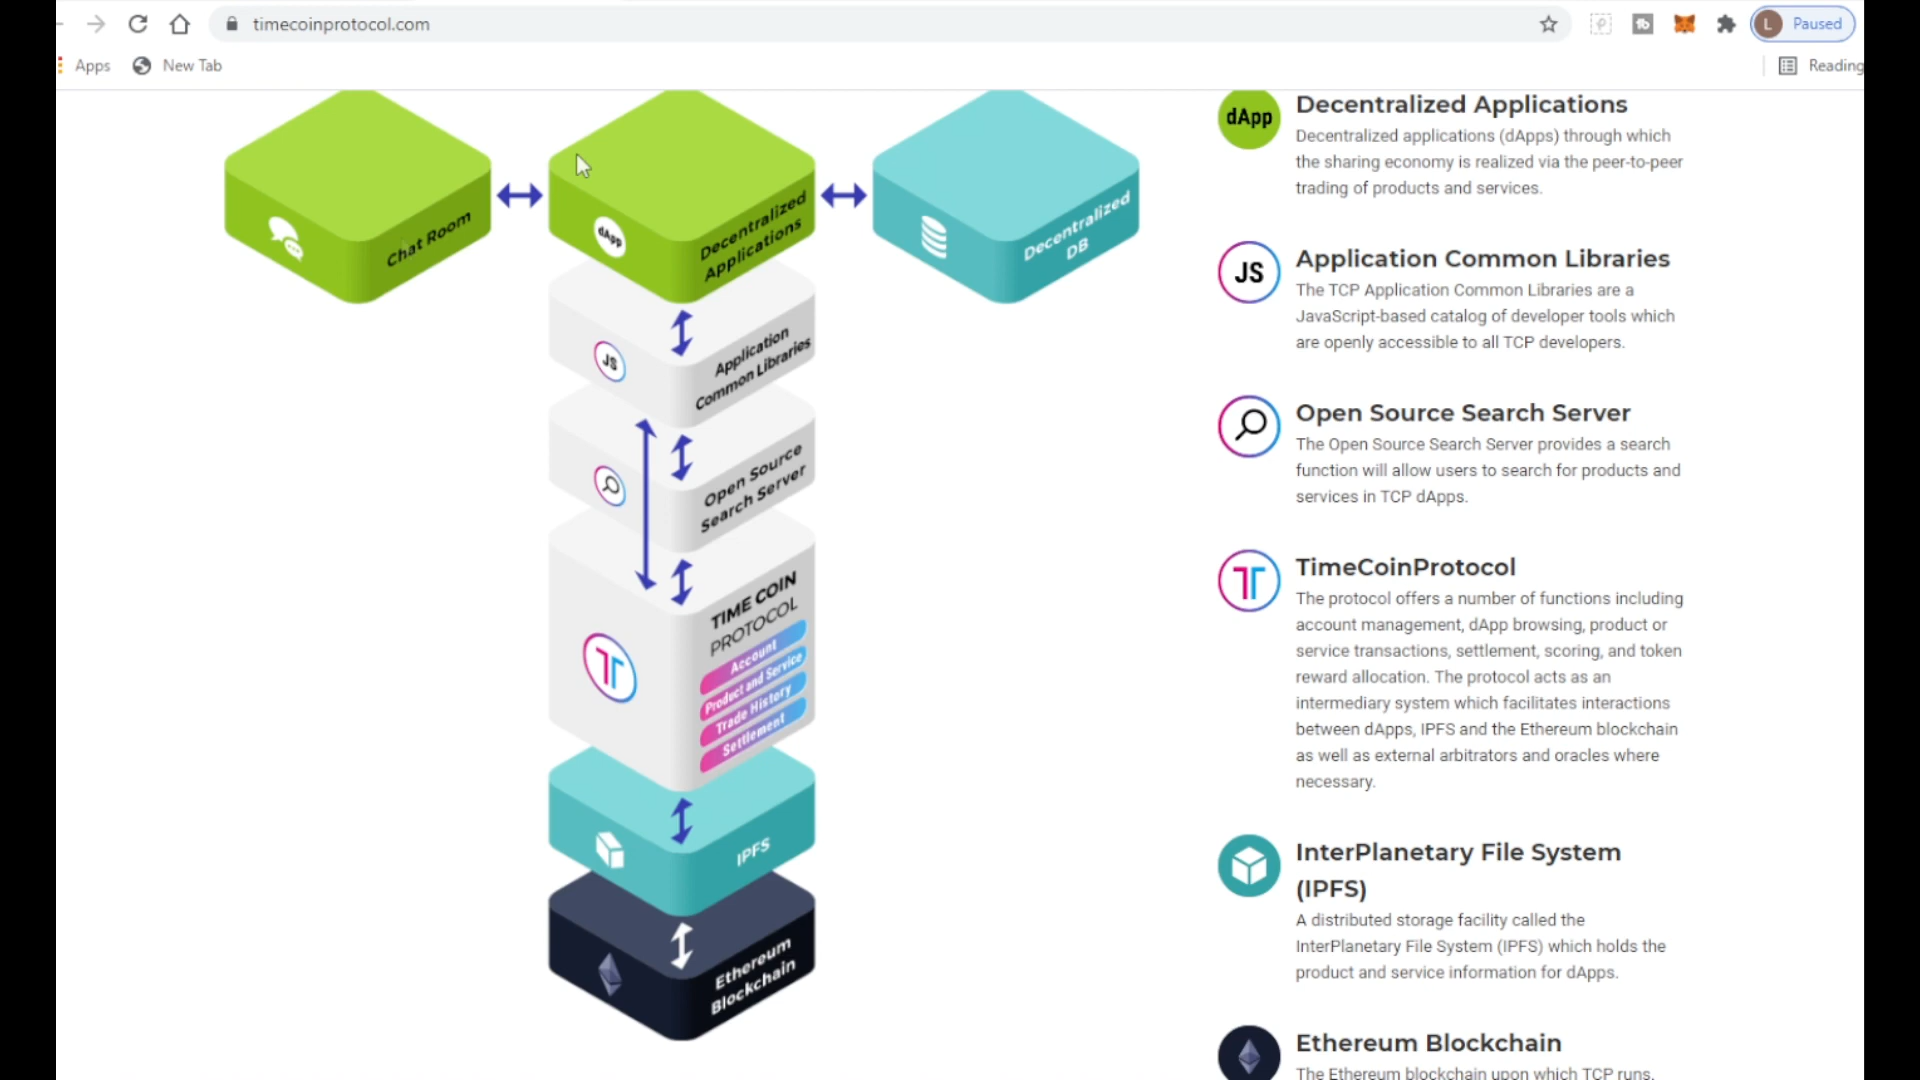 timecoinprotocol.com
L
Paused
Apps
New Tab
Reading
Chat Room
dApp
Decentralized
Applications
Decentralized
DB
JS
Application
Common Libraries
Open Source
Search Server
TIME COIN
PROTOCOL
Account
Product and Service
Trade History
Settlement
IPFS
Ethereum
Blockchain
dApp
Decentralized Applications
Decentralized applications (dApps) through which
the sharing economy is realized via the peer-to-peer
trading of products and services.
JS
Application Common Libraries
The TCP Application Common Libraries are a
JavaScript-based catalog of developer tools which
are openly accessible to all TCP developers.
Open Source Search Server
The Open Source Search Server provides a search
function will allow users to search for products and
services in TCP dApps.
TimeCoinProtocol
The protocol offers a number of functions including
account management, dApp browsing, product or
service transactions, settlement, scoring, and token
reward allocation. The protocol acts as an
intermediary system which facilitates interactions
between dApps, IPFS and the Ethereum blockchain
as well as external arbitrators and oracles where
necessary.
InterPlanetary File System
(IPFS)
A distributed storage facility called the
InterPlanetary File System (IPFS) which holds the
product and service information for dApps.
Ethereum Blockchain
The Ethereum blockchain upon which TCP runs.